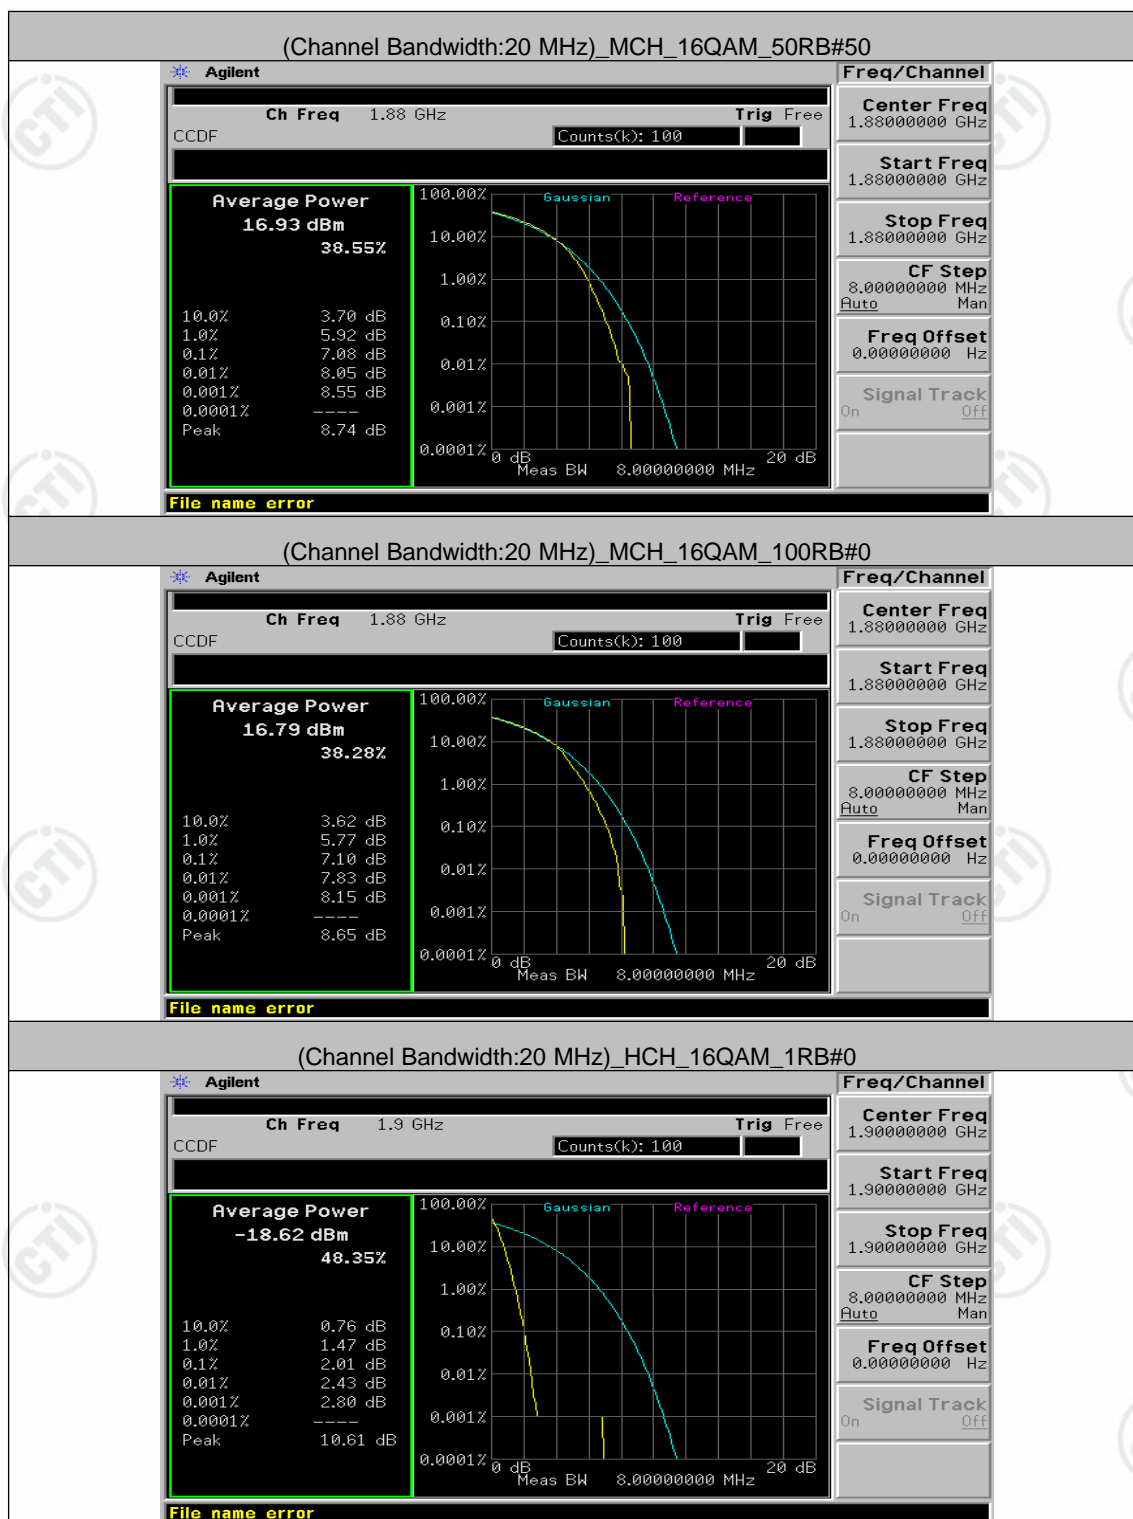 (Channel Bandwidth:20 MHz)_MCH_16QAM_50RB#50
Agilent
Freq/Channel
Ch Freq 1.88 GHz Trig Free
CCDF Counts(k): 100
Center Freq
1.88000000 GHz
Start Freq
1.88000000 GHz
Stop Freq
1.88000000 GHz
CF Step
8.00000000 MHz
Auto Man
Freq Offset
0.00000000 Hz
Signal Track
On Off
Average Power
16.93 dBm
38.55%
10.0% 3.70 dB
1.0% 5.92 dB
0.1% 7.08 dB
0.01% 8.05 dB
0.001% 8.55 dB
0.0001% ----
Peak 8.74 dB
Gaussian Reference
100.00%
10.00%
1.00%
0.10%
0.01%
0.001%
0.0001%
0 dB 20 dB
Meas BW 8.00000000 MHz
File name error
(Channel Bandwidth:20 MHz)_MCH_16QAM_100RB#0
Agilent
Freq/Channel
Ch Freq 1.88 GHz Trig Free
CCDF Counts(k): 100
Center Freq
1.88000000 GHz
Start Freq
1.88000000 GHz
Stop Freq
1.88000000 GHz
CF Step
8.00000000 MHz
Auto Man
Freq Offset
0.00000000 Hz
Signal Track
On Off
Average Power
16.79 dBm
38.28%
10.0% 3.62 dB
1.0% 5.77 dB
0.1% 7.10 dB
0.01% 7.83 dB
0.001% 8.15 dB
0.0001% ----
Peak 8.65 dB
Gaussian Reference
100.00%
10.00%
1.00%
0.10%
0.01%
0.001%
0.0001%
0 dB 20 dB
Meas BW 8.00000000 MHz
File name error
(Channel Bandwidth:20 MHz)_HCH_16QAM_1RB#0
Agilent
Freq/Channel
Ch Freq 1.9 GHz Trig Free
CCDF Counts(k): 100
Center Freq
1.90000000 GHz
Start Freq
1.90000000 GHz
Stop Freq
1.90000000 GHz
CF Step
8.00000000 MHz
Auto Man
Freq Offset
0.00000000 Hz
Signal Track
On Off
Average Power
-18.62 dBm
48.35%
10.0% 0.76 dB
1.0% 1.47 dB
0.1% 2.01 dB
0.01% 2.43 dB
0.001% 2.80 dB
0.0001% ----
Peak 10.61 dB
Gaussian Reference
100.00%
10.00%
1.00%
0.10%
0.01%
0.001%
0.0001%
0 dB 20 dB
Meas BW 8.00000000 MHz
File name error
CTI
CTI
CTI
CTI
CTI
CTI
CTI
CTI